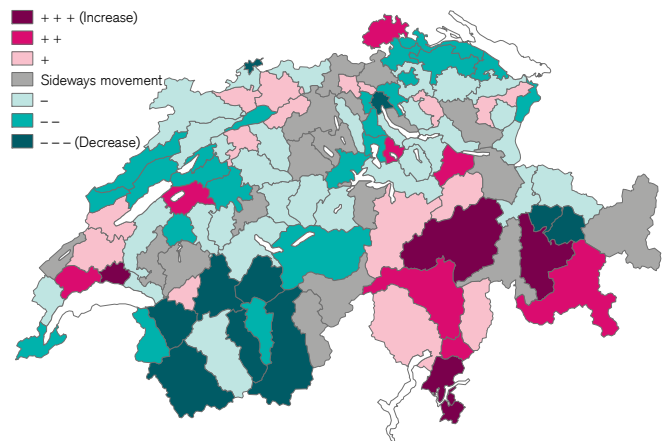 + + + (Increase)
+ +
+
Sideways movement
–
– –
– – – (Decrease)